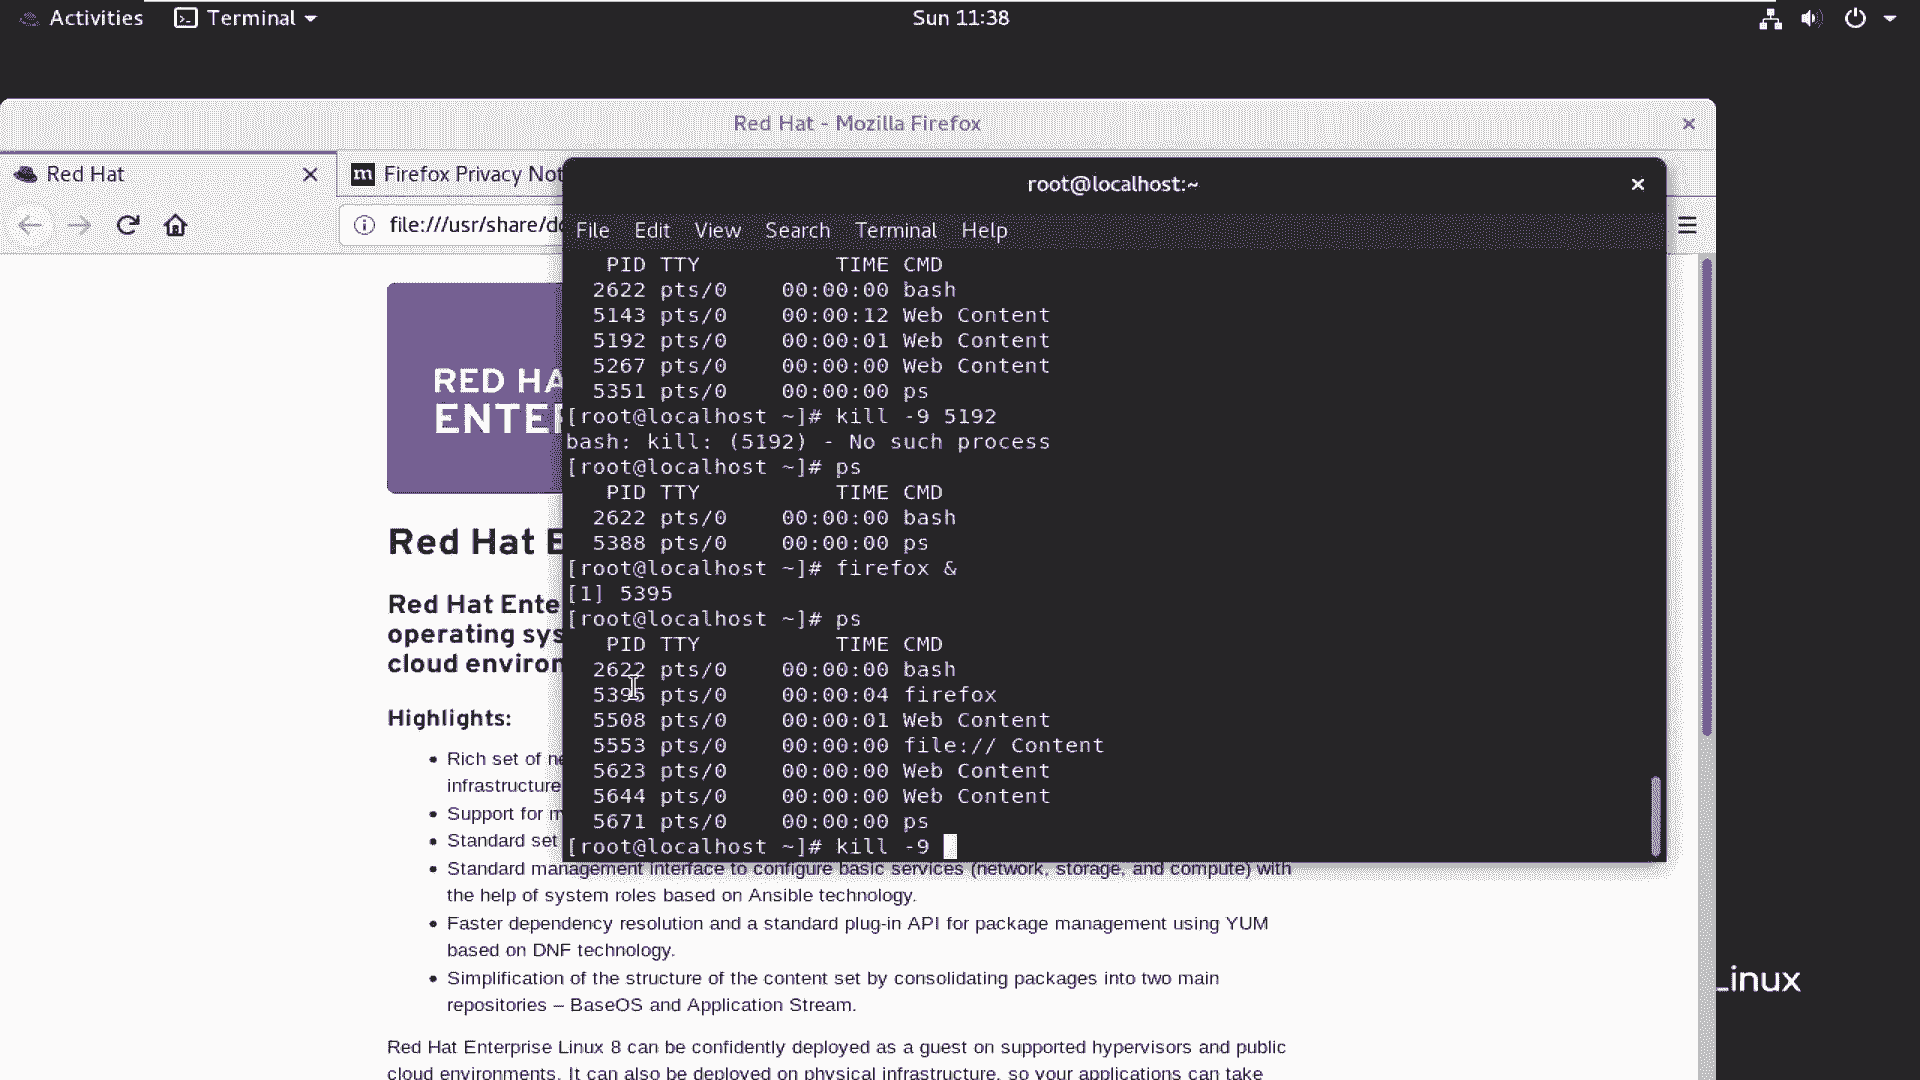 Activities Terminal Sun 11:38
Red Hat - Mozilla Firefox
Red Hat
m Firefox Privacy Not
file:///usr/share/do
RED HA
ENTER
Red Hat E
Red Hat Ente
operating sys
cloud environ
Highlights:
Rich set of ne
infrastructure
Support for m
Standard set
Standard management interface to configure basic services (network, storage, and compute) with
the help of system roles based on Ansible technology.
Faster dependency resolution and a standard plug-in API for package management using YUM
based on DNF technology.
Simplification of the structure of the content set by consolidating packages into two main
repositories – BaseOS and Application Stream.
Red Hat Enterprise Linux 8 can be confidently deployed as a guest on supported hypervisors and public
cloud environments. It can also be deployed on physical infrastructure, so your applications can take
root@localhost:~
File Edit View Search Terminal Help
PID TTY TIME CMD
2622 pts/0 00:00:00 bash
5143 pts/0 00:00:12 Web Content
5192 pts/0 00:00:01 Web Content
5267 pts/0 00:00:00 Web Content
5351 pts/0 00:00:00 ps
[root@localhost ~]# kill -9 5192
bash: kill: (5192) - No such process
[root@localhost ~]# ps
PID TTY TIME CMD
2622 pts/0 00:00:00 bash
5388 pts/0 00:00:00 ps
[root@localhost ~]# firefox &
[1] 5395
[root@localhost ~]# ps
PID TTY TIME CMD
2622 pts/0 00:00:00 bash
5395 pts/0 00:00:04 firefox
5508 pts/0 00:00:01 Web Content
5553 pts/0 00:00:00 file:// Content
5623 pts/0 00:00:00 Web Content
5644 pts/0 00:00:00 Web Content
5671 pts/0 00:00:00 ps
[root@localhost ~]# kill -9
Linux